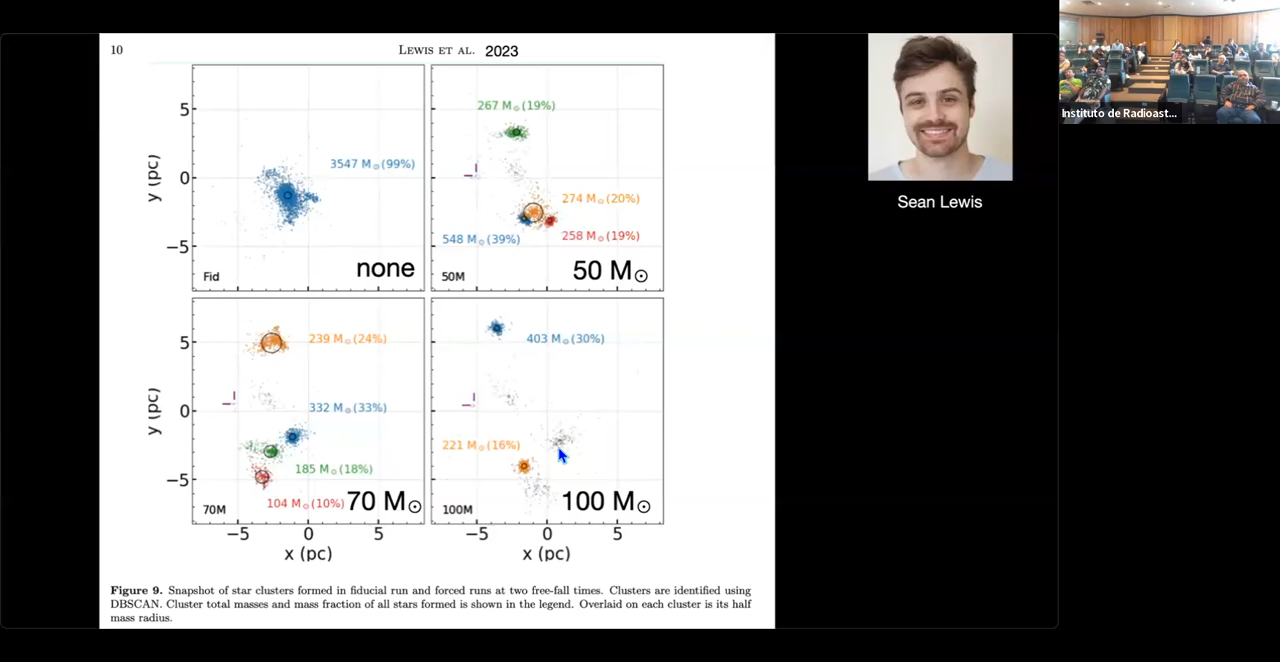 10
LEWIS ET AL. 2023
5
0
−5
y (pc)
3547 M☉(99%)
Fid
none
267 M☉(19%)
274 M☉(20%)
548 M☉(39%)
258 M☉(19%)
50M
50 M☉
5
0
−5
y (pc)
239 M☉(24%)
332 M☉(33%)
185 M☉(18%)
104 M☉(10%)
70M
70 M☉
403 M☉(30%)
221 M☉(16%)
100M
100 M☉
−5
0
5
x (pc)
−5
0
5
x (pc)
Figure 9. Snapshot of star clusters formed in fiducial run and forced runs at two free-fall times. Clusters are identified using
DBSCAN. Cluster total masses and mass fraction of all stars formed is shown in the legend. Overlaid on each cluster is its half
mass radius.
Sean Lewis
Instituto de Radioast...